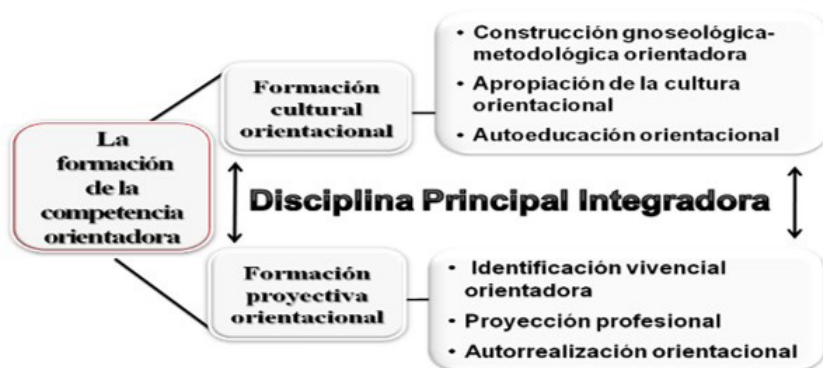 La
formación
de la
competencia
orientadora
Formación
cultural
orientacional
• Construcción gnoseológica-
metodológica orientadora
• Apropiación de la cultura
orientacional
• Autoeducación orientacional
Disciplina Principal Integradora
Formación
proyectiva
orientacional
• Identificación vivencial
orientadora
• Proyección profesional
• Autorrealización orientacional